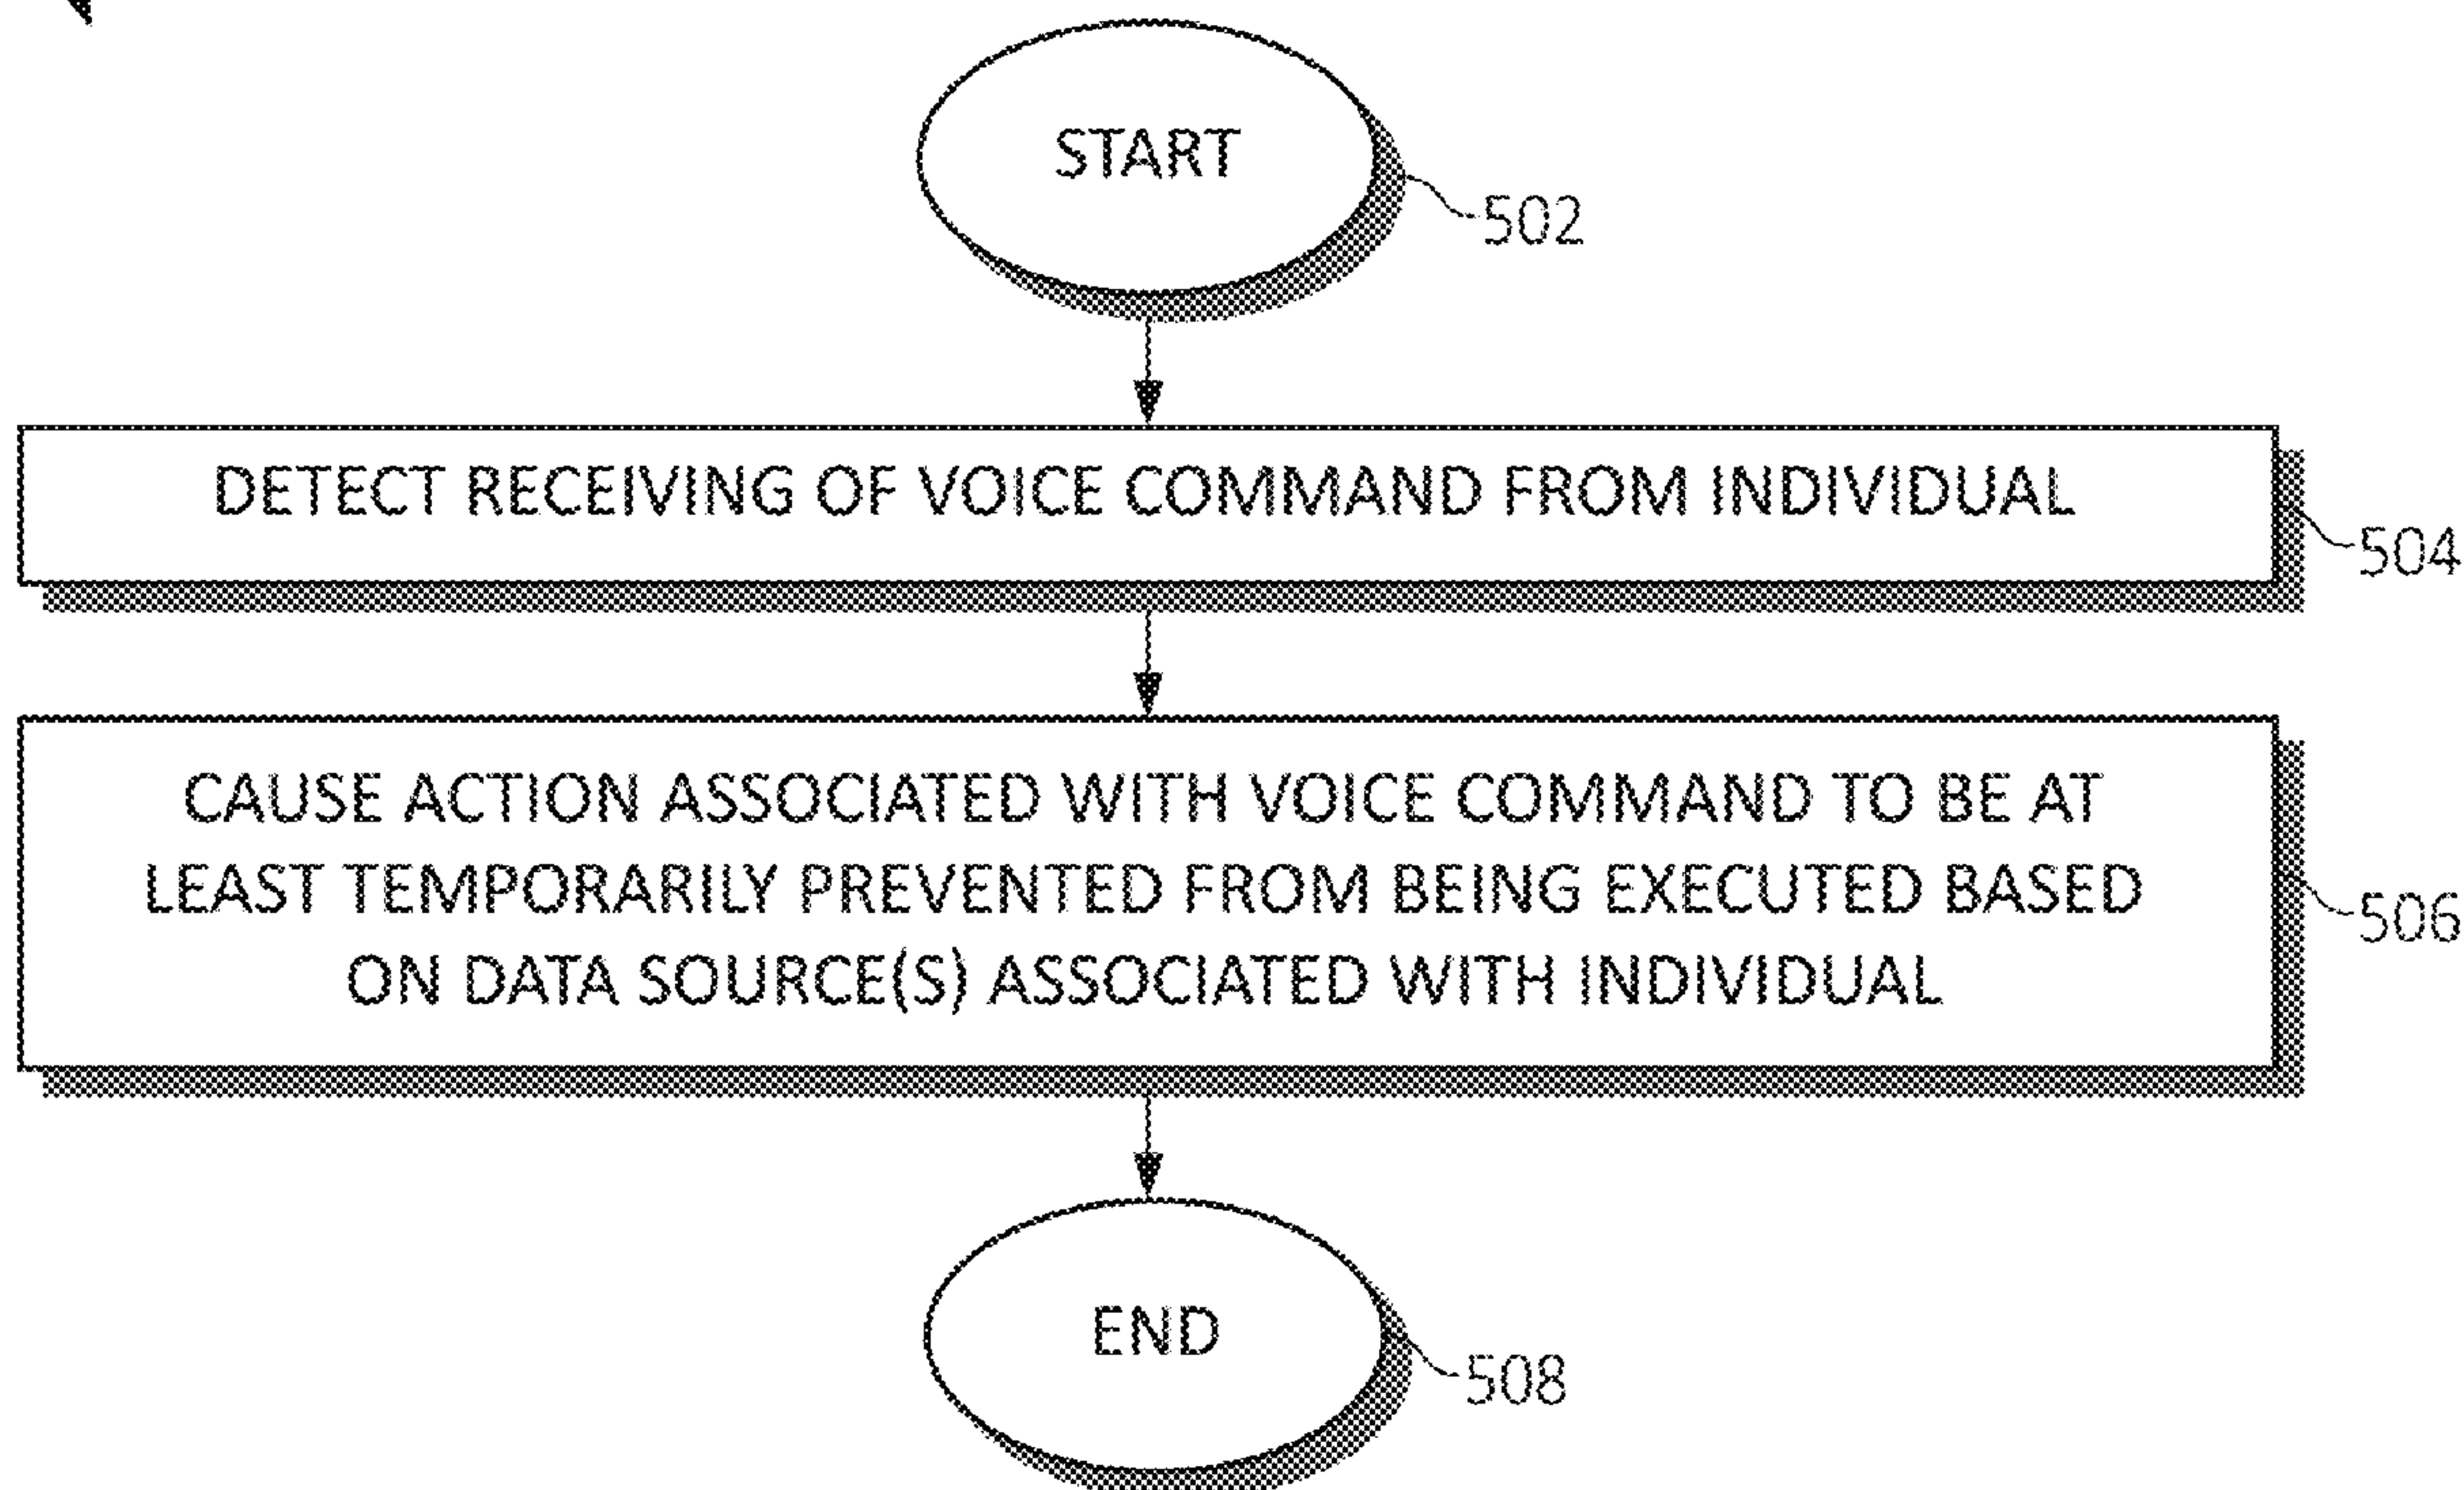 START
502
DETECT RECEIVING OF VOICE COMMAND FROM INDIVIDUAL
504
CAUSE ACTION ASSOCIATED WITH VOICE COMMAND TO BE AT
LEAST TEMPORARILY PREVENTED FROM BEING EXECUTED BASED
ON DATA SOURCE(S) ASSOCIATED WITH INDIVIDUAL
506
END
508